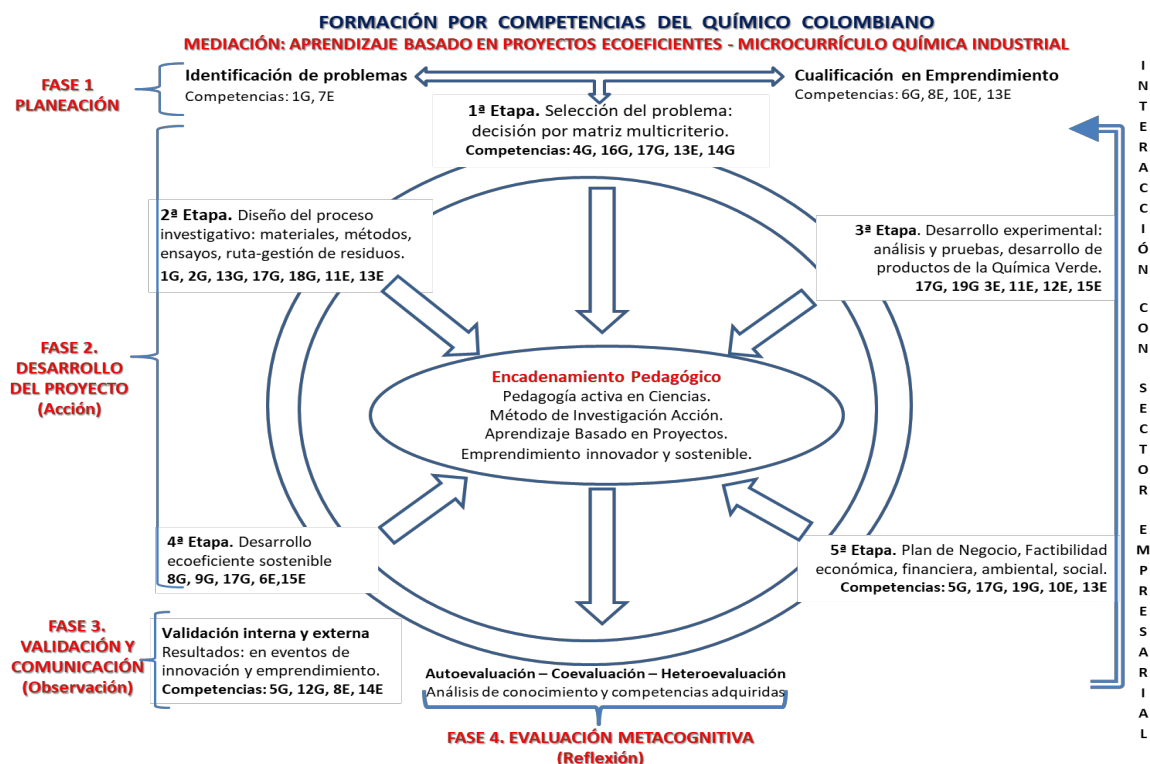 FORMACIÓN POR COMPETENCIAS DEL QUÍMICO COLOMBIANO
MEDIACIÓN: APRENDIZAJE BASADO EN PROYECTOS ECOEFICIENTES - MICROCURRÍCULO QUÍMICA INDUSTRIAL
FASE 1
PLANEACIÓN
Identificación de problemas
Competencias: 1G, 7E
Cualificación en Emprendimiento
Competencias: 6G, 8E, 10E, 13E
1ª Etapa. Selección del problema:
decisión por matriz multicriterio.
Competencias: 4G, 16G, 17G, 13E, 14G
FASE 2.
DESARROLLO
DEL PROYECTO
(Acción)
2ª Etapa. Diseño del proceso
investigativo: materiales, métodos,
ensayos, ruta-gestión de residuos.
1G, 2G, 13G, 17G, 18G, 11E, 13E
3ª Etapa. Desarrollo experimental:
análisis y pruebas, desarrollo de
productos de la Química Verde.
17G, 19G 3E, 11E, 12E, 15E
Encadenamiento Pedagógico
Pedagogía activa en Ciencias.
Método de Investigación Acción.
Aprendizaje Basado en Proyectos.
Emprendimiento innovador y sostenible.
4ª Etapa. Desarrollo
ecoeficiente sostenible
8G, 9G, 17G, 6E,15E
5ª Etapa. Plan de Negocio, Factibilidad
económica, financiera, ambiental, social.
Competencias: 5G, 17G, 19G, 10E, 13E
FASE 3.
VALIDACIÓN Y
COMUNICACIÓN
(Observación)
Validación interna y externa
Resultados: en eventos de
innovación y emprendimiento.
Competencias: 5G, 12G, 8E, 14E
Autoevaluación – Coevaluación – Heteroevaluación
Análisis de conocimiento y competencias adquiridas
FASE 4. EVALUACIÓN METACOGNITIVA
(Reflexión)
INTERACCIÓN CON SECTOR EMPRESARIAL